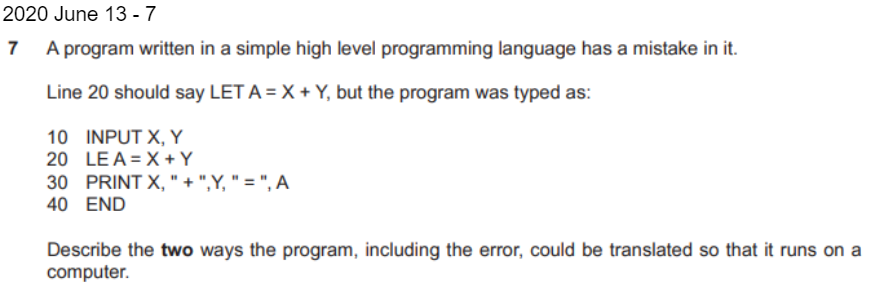 2020 June 13 - 7
7 A program written in a simple high level programming language has a mistake in it.
Line 20 should say LET A = X + Y, but the program was typed as:
10 INPUT X, Y
20 LE A = X + Y
30 PRINT X, " + ",Y, " = ", A
40 END
Describe the two ways the program, including the error, could be translated so that it runs on a
computer.